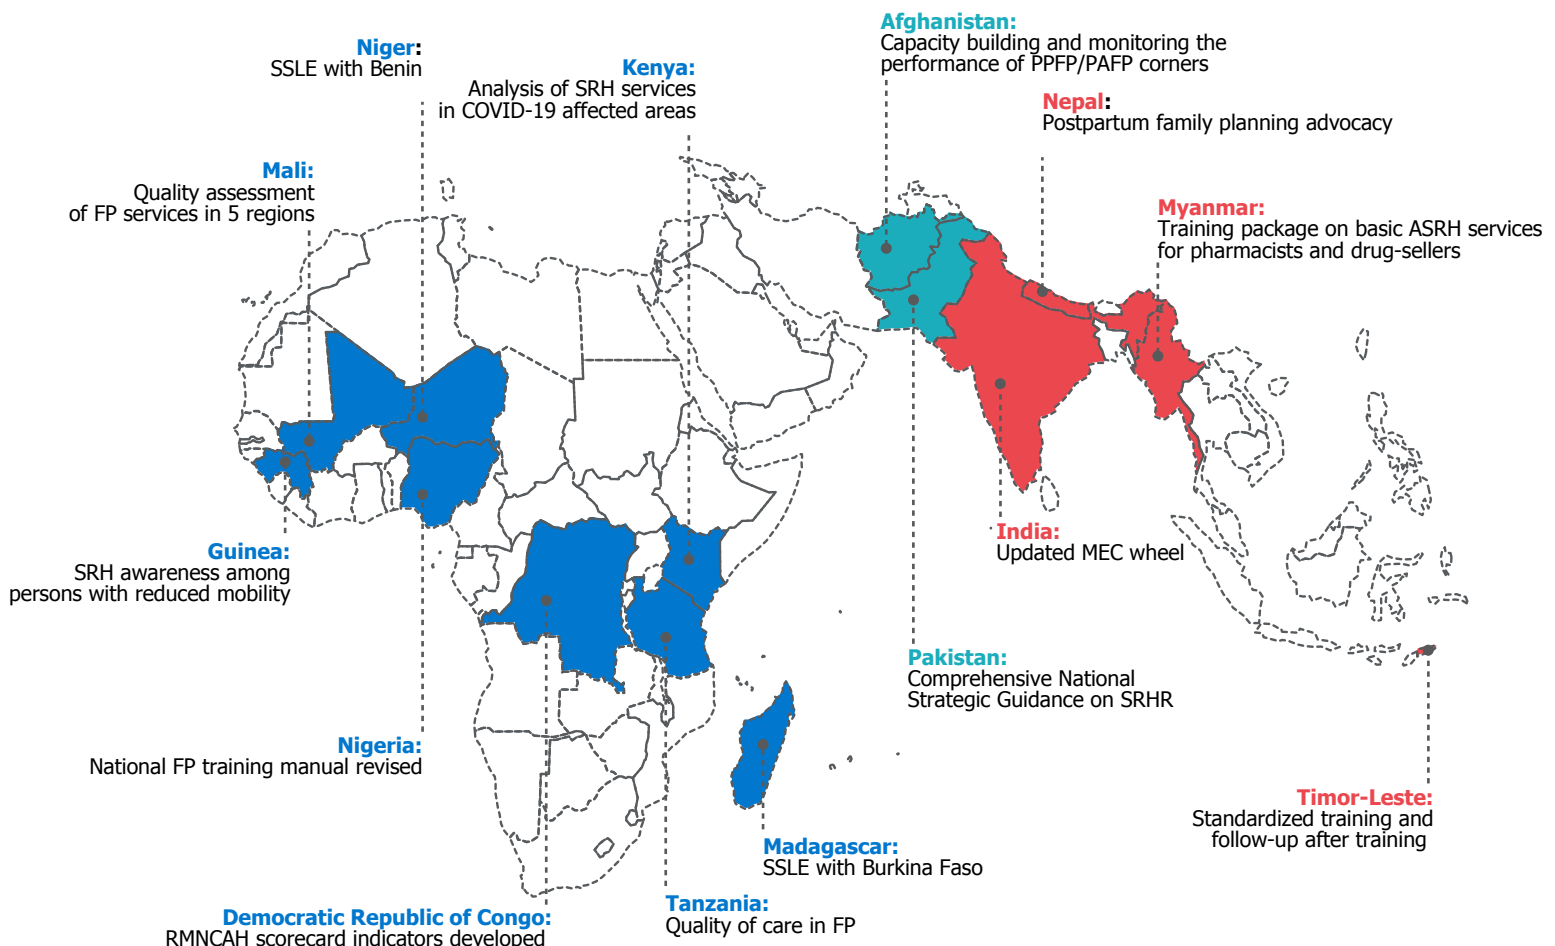 Afghanistan:
Capacity building and monitoring the
performance of PPFP/PAFP corners
Niger:
SSLE with Benin
Kenya:
Analysis of SRH services
in COVID-19 affected areas
Nepal:
Postpartum family planning advocacy
Mali:
Quality assessment
of FP services in 5 regions
Myanmar:
Training package on basic ASRH services
for pharmacists and drug-sellers
India:
Updated MEC wheel
Guinea:
SRH awareness among
persons with reduced mobility
Pakistan:
Comprehensive National
Strategic Guidance on SRHR
Nigeria:
National FP training manual revised
Timor-Leste:
Standardized training and
follow-up after training
Madagascar:
SSLE with Burkina Faso
Tanzania:
Quality of care in FP
Democratic Republic of Congo:
RMNCAH scorecard indicators developed